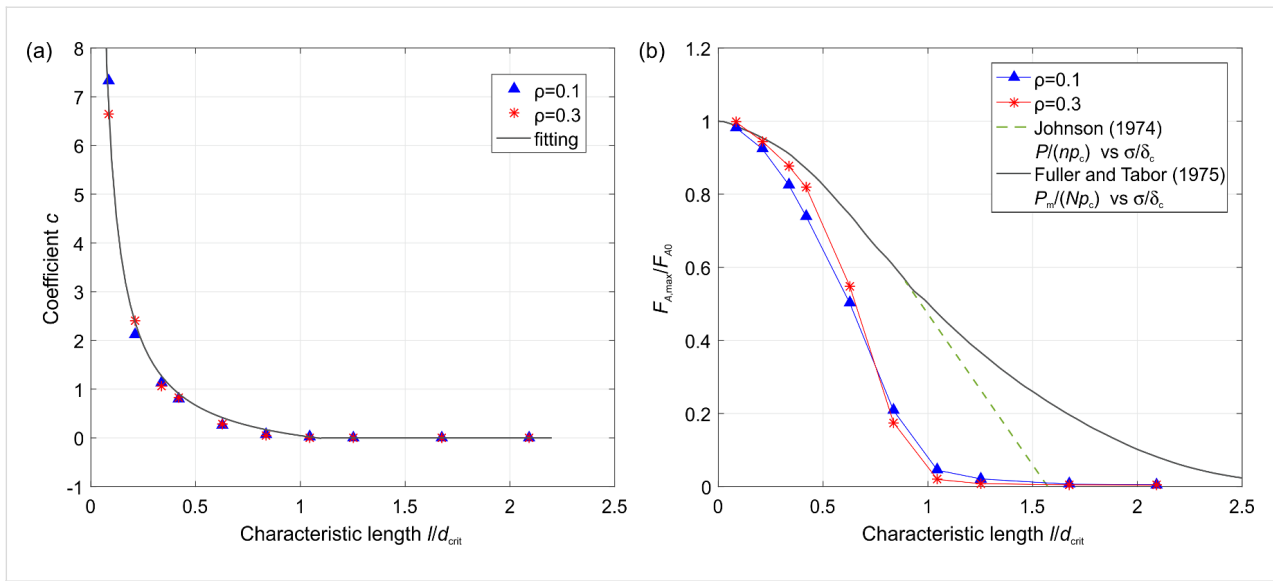 (a)
8
7
6
5
4
3
2
1
0
-1
Coefficient c
0
0.5
1
1.5
2
2.5
Characteristic length l/dcrit
ρ=0.1
ρ=0.3
fitting
(b)
1.2
1
0.8
0.6
0.4
0.2
0
FA,max/FA0
0
0.5
1
1.5
2
2.5
Characteristic length l/dcrit
ρ=0.1
ρ=0.3
Johnson (1974)
P/(npc) vs σ/δc
Fuller and Tabor (1975)
Pm/(Npc) vs σ/δc